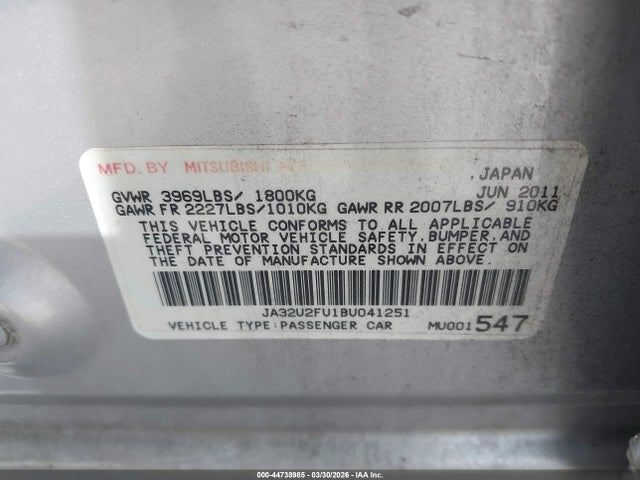 MFD. BY MITSUBISHI
, JAPAN
GVWR 3969LBS/ 1800KG JUN 2011
GAWR FR 2227LBS/1010KG GAWR RR 2007LBS/ 910KG
THIS VEHICLE CONFORMS TO ALL APPLICABLE
FEDERAL MOTOR VEHICLE SAFETY, BUMPER, AND
THEFT PREVENTION STANDARDS IN EFFECT ON
THE DATE OF MANUFACTURE SHOWN ABOVE.
JA32U2FU1BU041251
VEHICLE TYPE:PASSENGER CAR MU001547
000-44738985 - 03/30/2026 - IAA Inc.